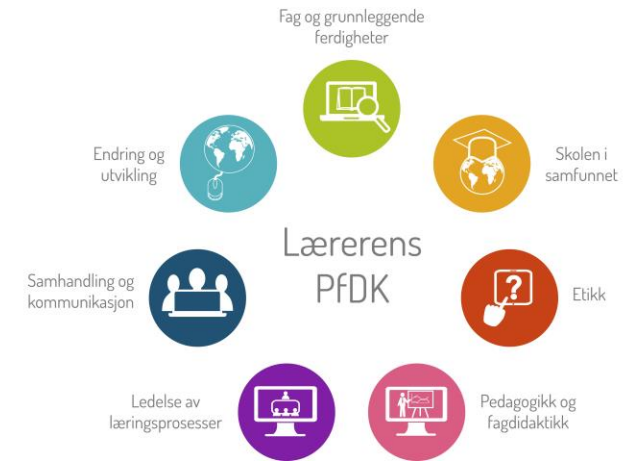 Fag og grunnleggende
ferdigheter
Endring og
utvikling
Skolen i
samfunnet
Lærerens
PfDK
Samhandling og
kommunikasjon
?
Etikk
Ledelse av
læringsprosesser
Pedagogikk og
fagdidaktikk